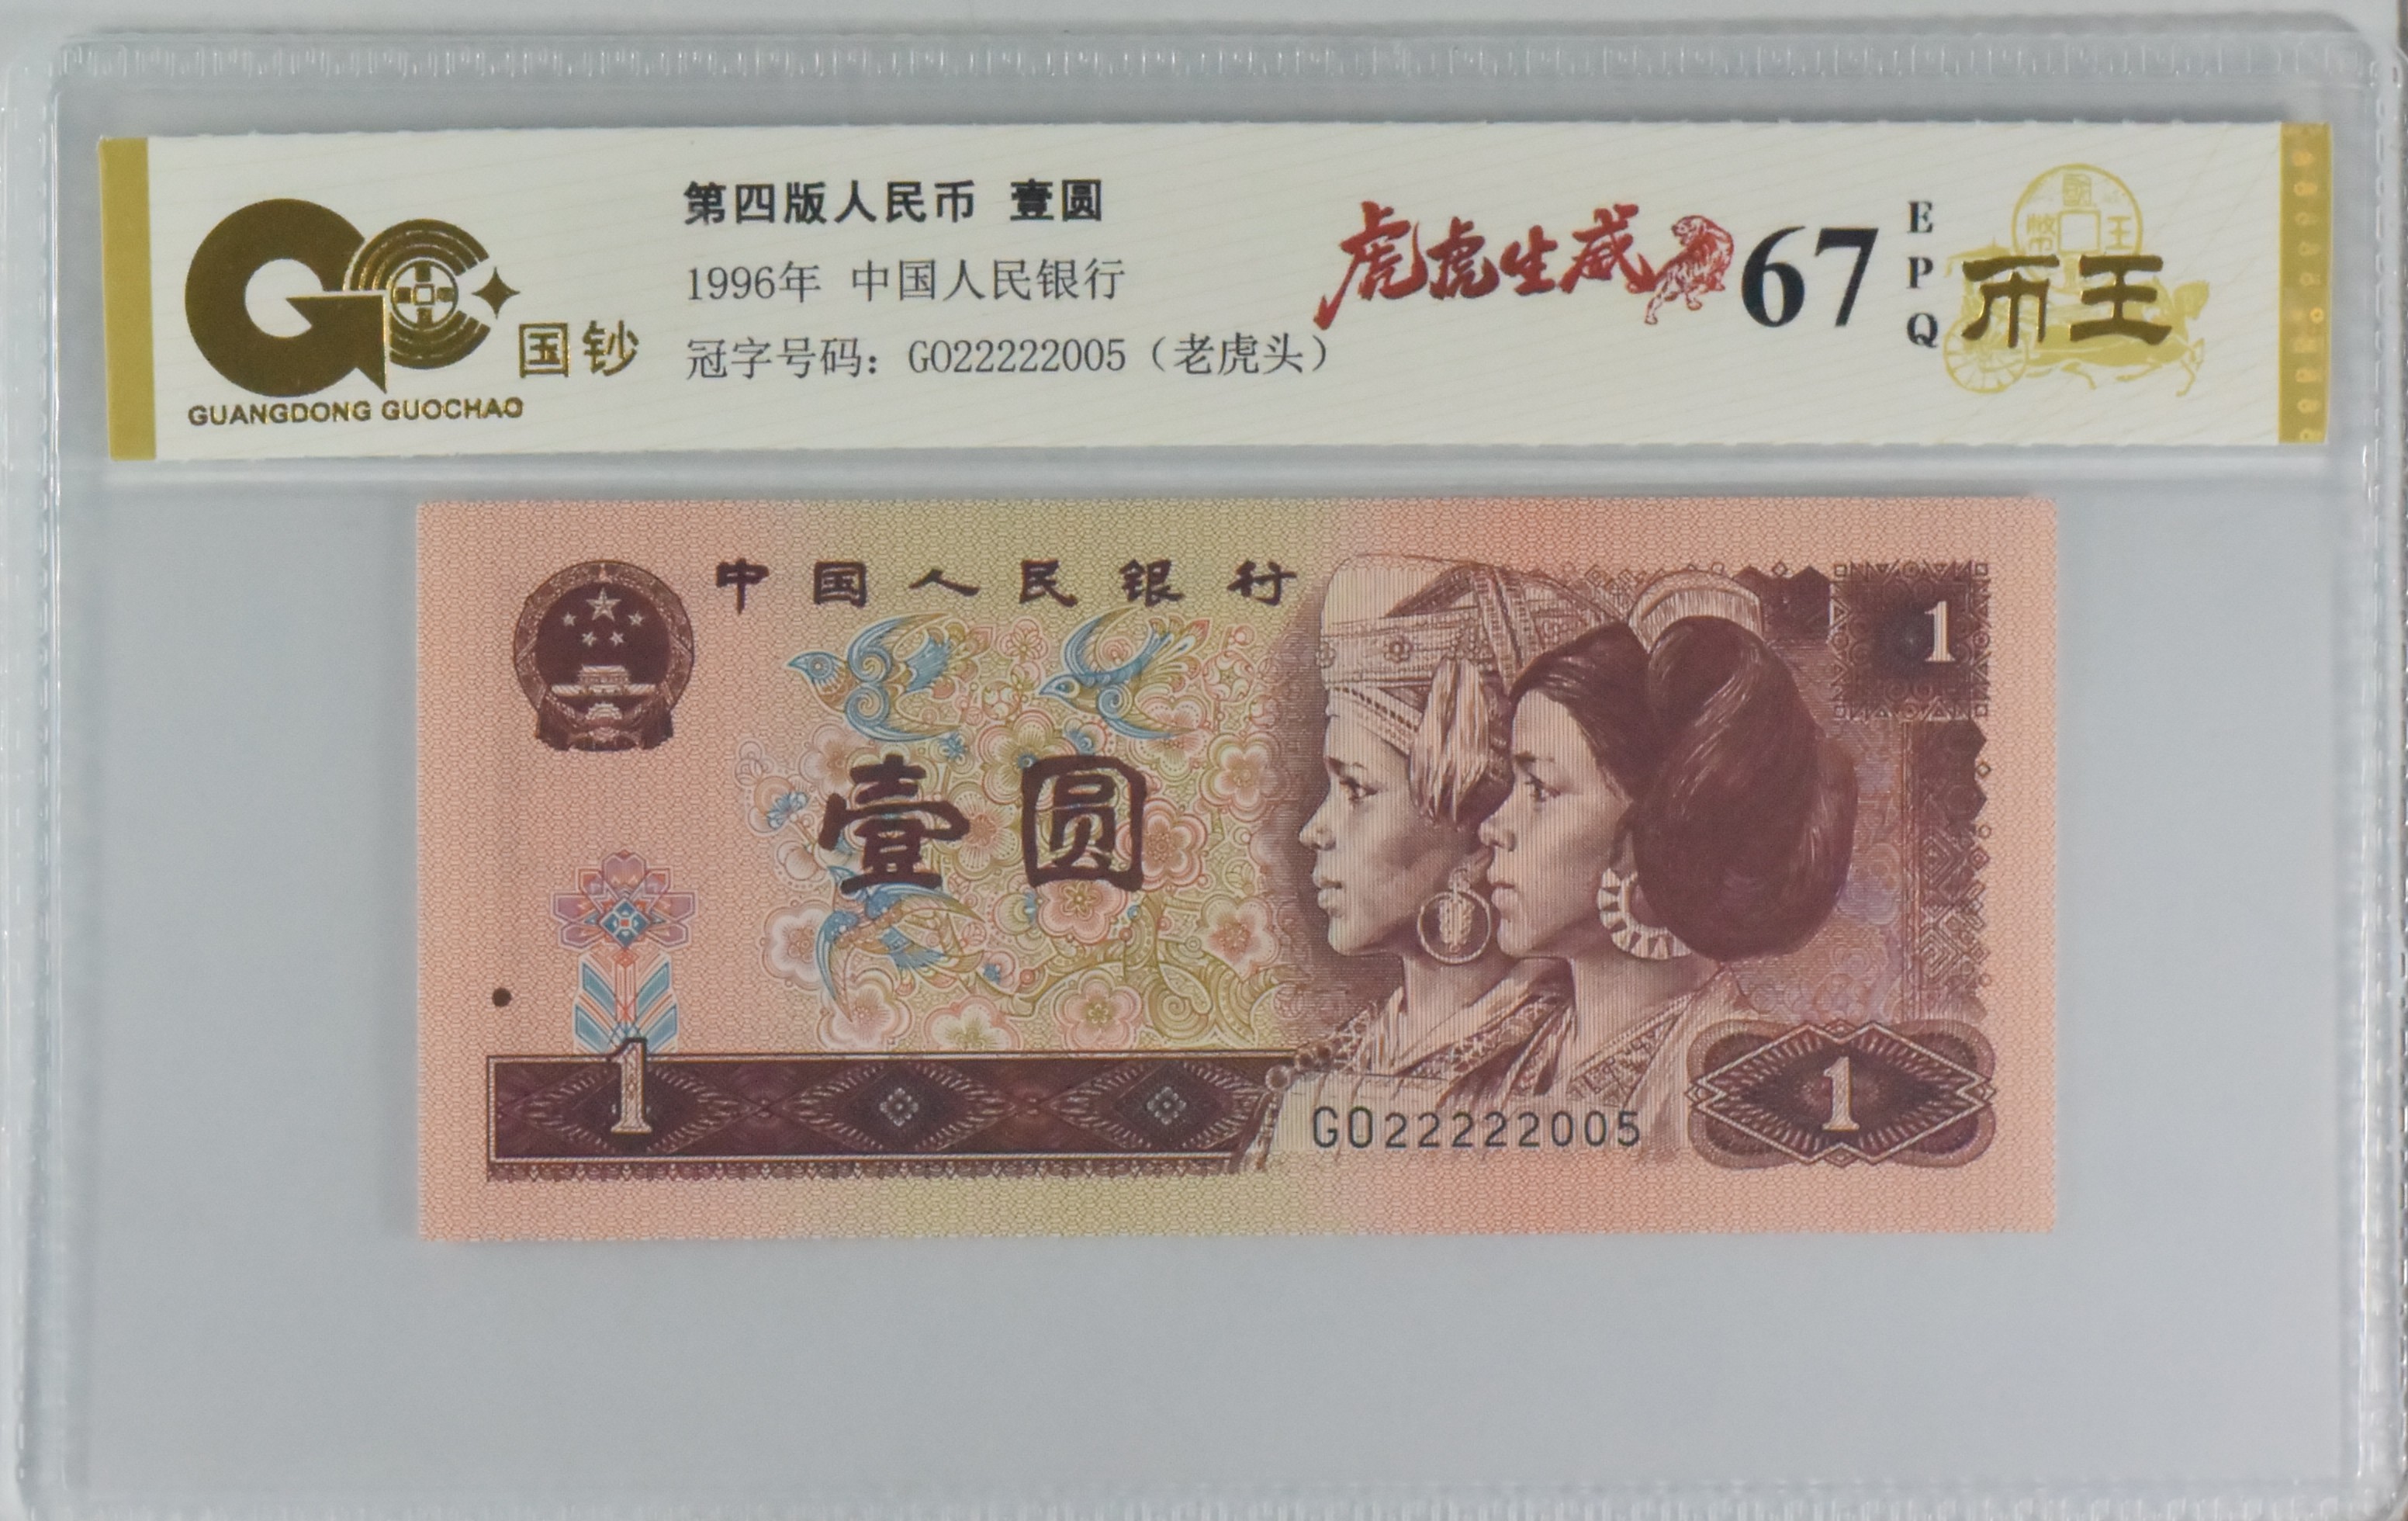 第四版人民币 壹圆
1996年 中国人民银行
冠字号码：GO22222005（老虎头）
国钞
GUANGDONG GUOCHAO
虎虎生威
67
EPQ
币王
中国人民银行
1
壹圆
1
GO22222005
1